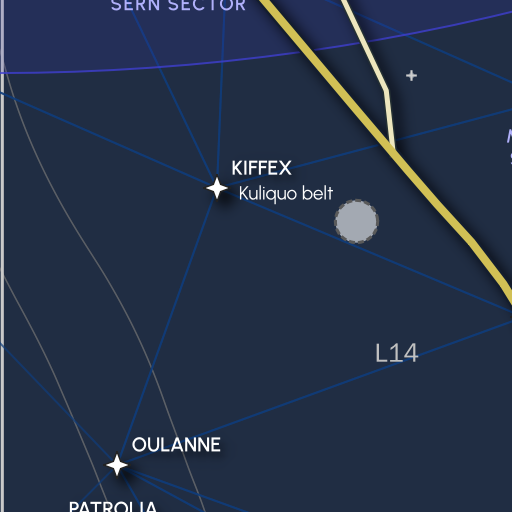 SERN SECTOR
KIFFEX
Kuliquo belt
L14
OULANNE
PATROLIA